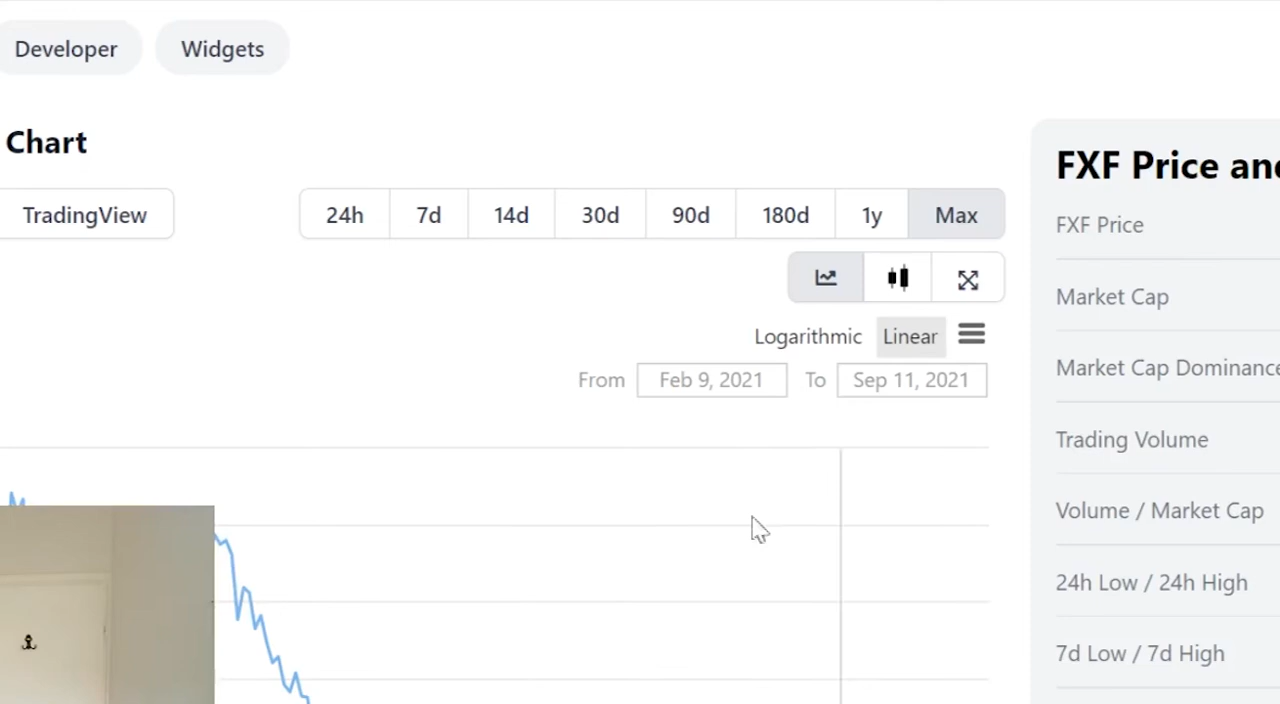 Developer
Widgets
Chart
TradingView
24h
7d
14d
30d
90d
180d
1y
Max
Logarithmic
Linear
From
Feb 9, 2021
To
Sep 11, 2021
FXF Price an
FXF Price
Market Cap
Market Cap Dominance
Trading Volume
Volume / Market Cap
24h Low / 24h High
7d Low / 7d High